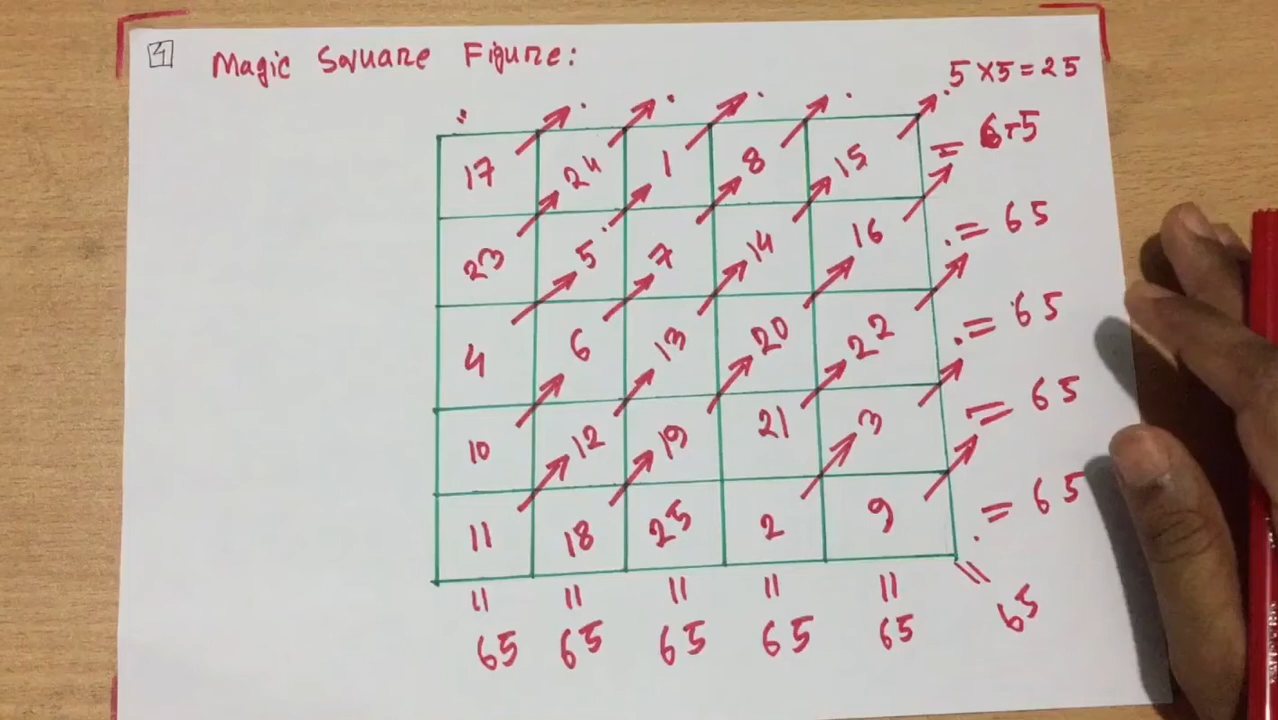 4 Magic Square Figure:
5 x 5 = 25
17 24 1 8 15 = 65
23 5 7 14 16 = 65
4 6 13 20 22 = 65
10 12 19 21 3 = 65
11 18 25 2 9 = 65
65 65 65 65 65 65